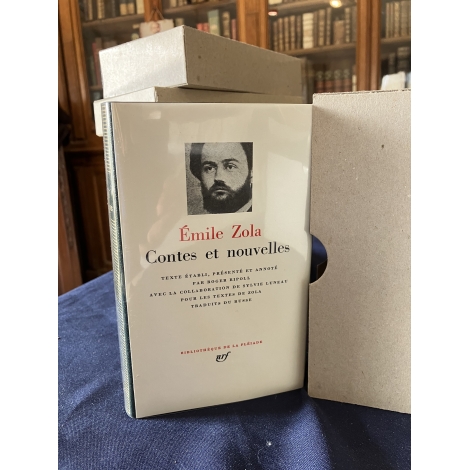 Émile Zola
Contes et nouvelles
TEXTE ÉTABLI, PRÉSENTÉ ET ANNOTÉ
PAR ROGER RIPOLL
AVEC LA COLLABORATION DE SYLVIE LUNEAU
POUR LES TEXTES DE ZOLA
TRADUITS DU RUSSE
BIBLIOTHÈQUE DE LA PLÉIADE
nrf